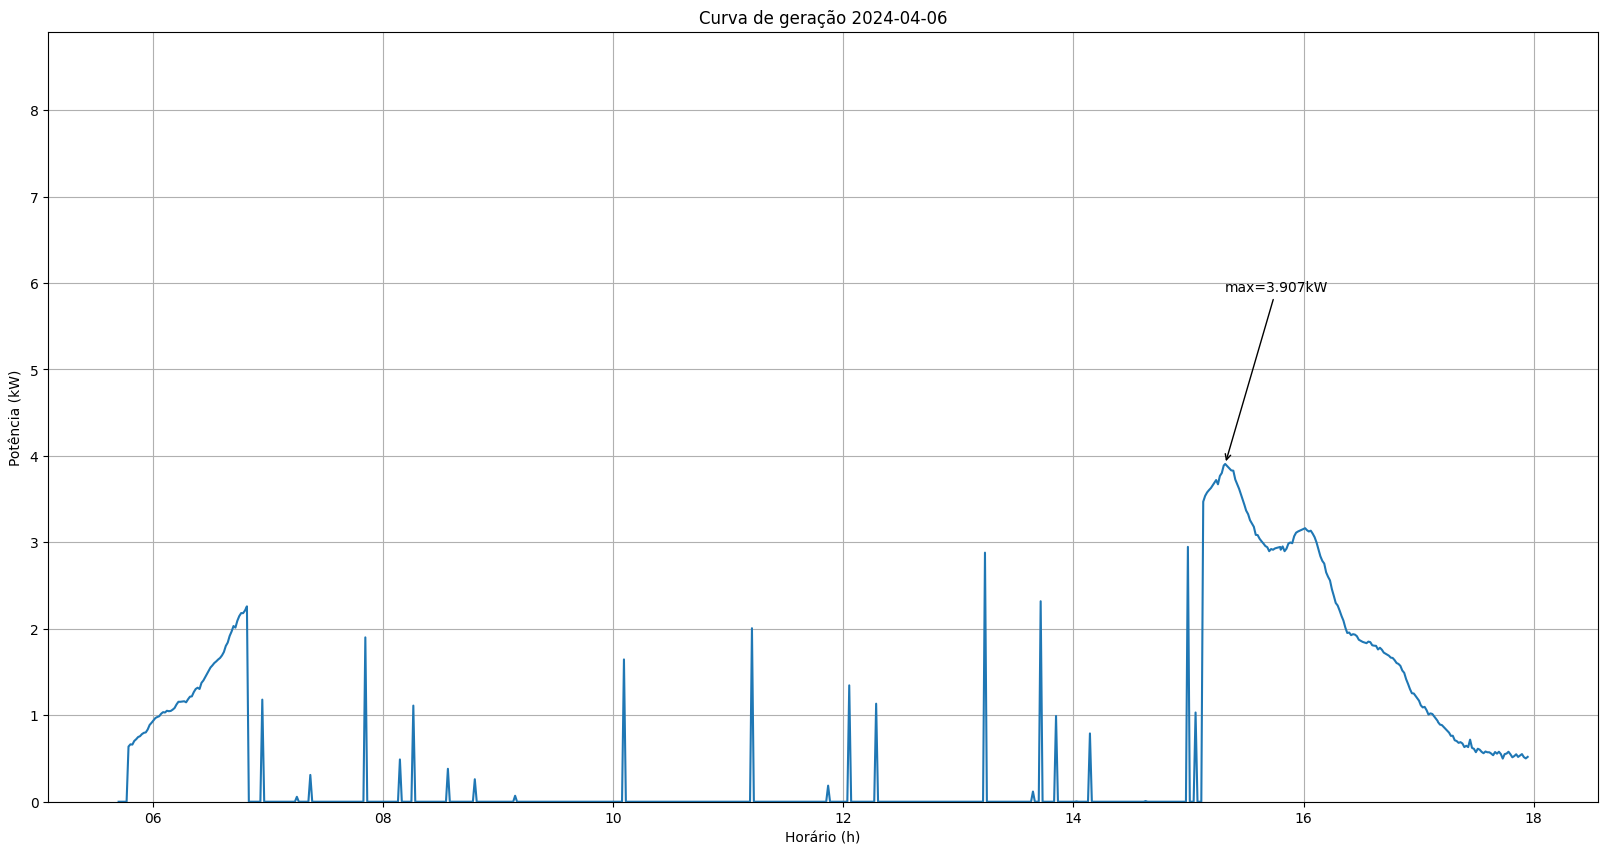 Curva de geração 2024-04-06
8
7
6
max=3.907kW
5
Potência (kW)
4
3
2
1
0
06 08 10 12 14 16 18
Horário (h)